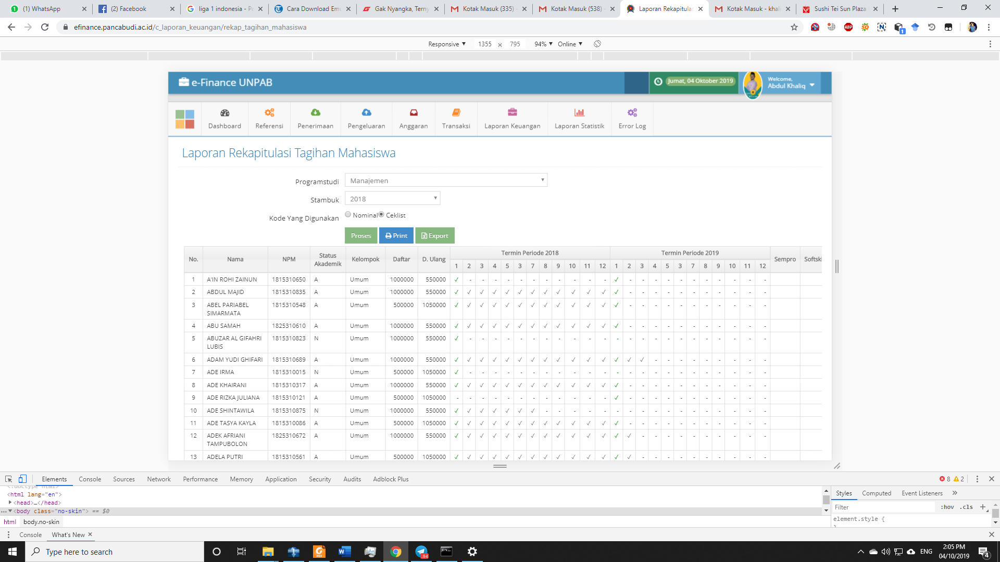 (1) WhatsApp
(2) Facebook
liga 1 indonesia - P
Cara Download Emu
Gak Nyangka, Terny
Kotak Masuk (335)
Kotak Masuk (538)
Laporan Rekapitula
Kotak Masuk - khal
Sushi Tei Sun Plaza
efinance.pancabudi.ac.id/c_laporan_keuangan/rekap_tagihan_mahasiswa
ABP
1
Responsive 1355 x 795 94% Online
e-Finance UNPAB
Jumat, 04 Oktober 2019
Welcome,
Abdul Khaliq
Dashboard Referensi Penerimaan Pengeluaran Anggaran Transaksi Laporan Keuangan Laporan Statistik Error Log
Laporan Rekapitulasi Tagihan Mahasiswa
Programstudi Manajemen
Stambuk 2018
Kode Yang Digunakan Nominal Ceklist
Proses Print Export
No. Nama NPM Status Akademik Kelompok Daftar D. Ulang Termin Periode 2018 Termin Periode 2019 Sempro Softski
1 2 3 4 5 3 7 8 9 10 11 12 1 2 3 4 5 3 7 8 9 10 11 12
1 A'IN ROHI ZAINUN 1815310650 A Umum 1000000 550000 ✓ - - - - - - - - - - - ✓ - - - - - - - - - - -
2 ABDUL MAJID 1815310835 A Umum 1000000 550000 ✓ ✓ ✓ ✓ ✓ ✓ ✓ ✓ ✓ ✓ ✓ ✓ ✓ - - - - - - - - - - -
3 ABEL PARIABEL SIMARMATA 1815310548 A Umum 500000 1050000 ✓ ✓ ✓ ✓ ✓ ✓ ✓ ✓ ✓ ✓ ✓ ✓ ✓ - - - - - - - - - - -
4 ABU SAMAH 1825310610 A Umum 1000000 550000 ✓ ✓ ✓ ✓ ✓ ✓ ✓ ✓ ✓ ✓ ✓ ✓ ✓ - - - - - - - - - - -
5 ABUZAR AL GIFAHRI LUBIS 1815310823 N Umum 1000000 550000 ✓ - - - - - - - - - - - - - - - - - - - - - - -
6 ADAM YUDI GHIFARI 1815310689 A Umum 1000000 550000 ✓ ✓ ✓ ✓ ✓ ✓ ✓ ✓ ✓ ✓ ✓ ✓ ✓ ✓ ✓ - - - - - - - - -
7 ADE IRMA 1815310015 N Umum 500000 1050000 ✓ - - - - - - - - - - - - - - - - - - - - - - -
8 ADE KHAIRANI 1815310317 A Umum 1000000 550000 ✓ ✓ ✓ ✓ ✓ ✓ ✓ ✓ ✓ ✓ ✓ ✓ ✓ - - - - - - - - - - -
9 ADE RIZKA JULIANA 1815310121 A Umum 500000 1050000 - - - - - - - - - - - - ✓ - - - - - - - - - - -
10 ADE SHINTAWILA 1815310875 N Umum 1000000 550000 ✓ ✓ ✓ ✓ ✓ ✓ ✓ - - - - - - - - - - - - - - - - -
11 ADE TASYA KAYLA 1815310086 A Umum 500000 1050000 ✓ ✓ ✓ ✓ ✓ ✓ ✓ ✓ ✓ ✓ ✓ ✓ ✓ - - - - - - - - - - -
12 ADEK AFRIANI TAMPUBOLON 1825310672 A Umum 1000000 550000 ✓ ✓ ✓ ✓ ✓ ✓ ✓ ✓ ✓ ✓ ✓ ✓ ✓ ✓ - - - - - - - - - -
13 ADELA PUTRI 1815310561 A Umum 500000 1050000 ✓ ✓ ✓ ✓ ✓ ✓ ✓ ✓ ✓ ✓ ✓ ✓ ✓ ✓ - - - - - - - - - -
Elements Console Sources Network Performance Memory Application Security Audits Adblock Plus 8 2
<!doctype html>
<html lang="en">
<head>…</head>
<body class="no-skin"> == $0
html body.no-skin
Styles Computed Event Listeners »
Filter :hov .cls +
element.style {
Console What's New
Type here to search
W
94
ENG
2:05 PM
04/10/2019
4